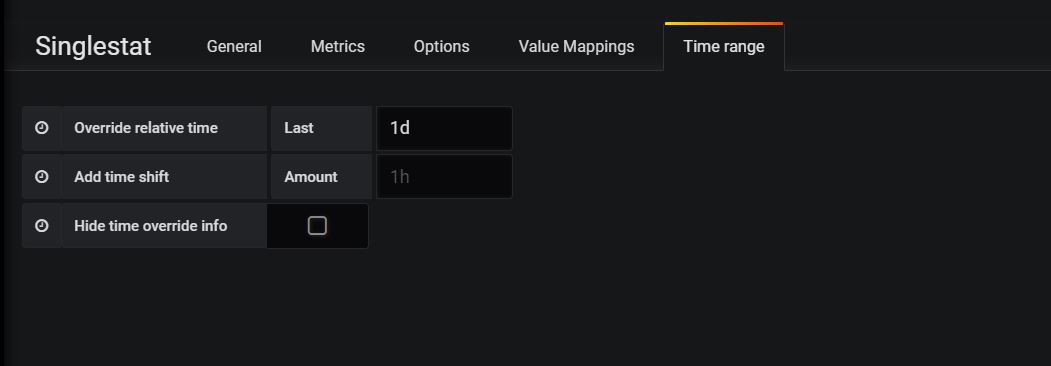 Singlestat General Metrics Options Value Mappings Time range
Override relative time Last 1d
Add time shift Amount 1h
Hide time override info